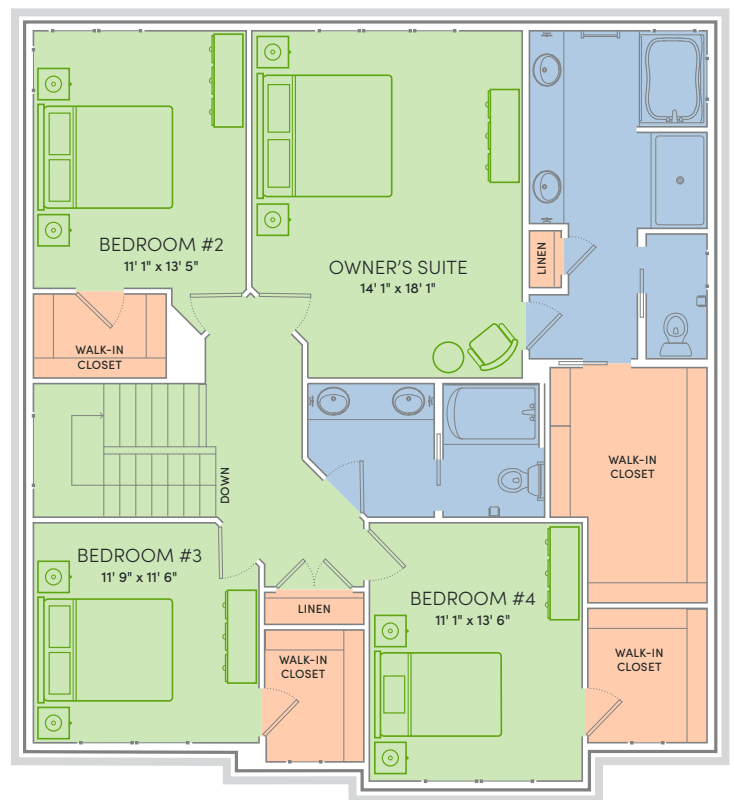 BEDROOM #2
11' 1" x 13' 5"
OWNER'S SUITE
14' 1" x 18' 1"
LINEN
WALK-IN
CLOSET
WALK-IN
CLOSET
DOWN
BEDROOM #3
11' 9" x 11' 6"
LINEN
BEDROOM #4
11' 1" x 13' 6"
WALK-IN
CLOSET
WALK-IN
CLOSET